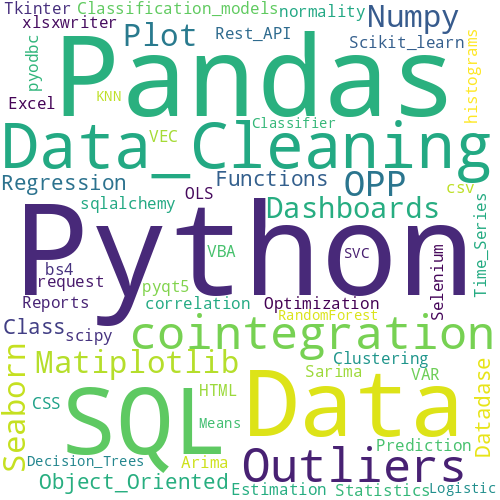 Tkinter
Classification_models
normality
Numpy
xlsxwriter
Plot
Rest_API
Scikit_learn
pyodbc
Pandas
histograms
Excel
KNN
Classifier
VEC
Data_Cleaning
Regression
Functions
OPP
csv
sqlalchemy
OLS
Dashboards
Time_Series
Python
VBA
SVC
Selenium
bs4
request
pyqt5
Reports
correlation
Optimization
RandomForest
Class
scipy
cointegration
Seaborn
Matiplotlib
Clustering
Sarima
VAR
Datadase
SQL
HTML
Data
CSS
Means
Outliers
Prediction
Decision_Trees
Arima
Object_Oriented
Estimation
Statistics
Logistic